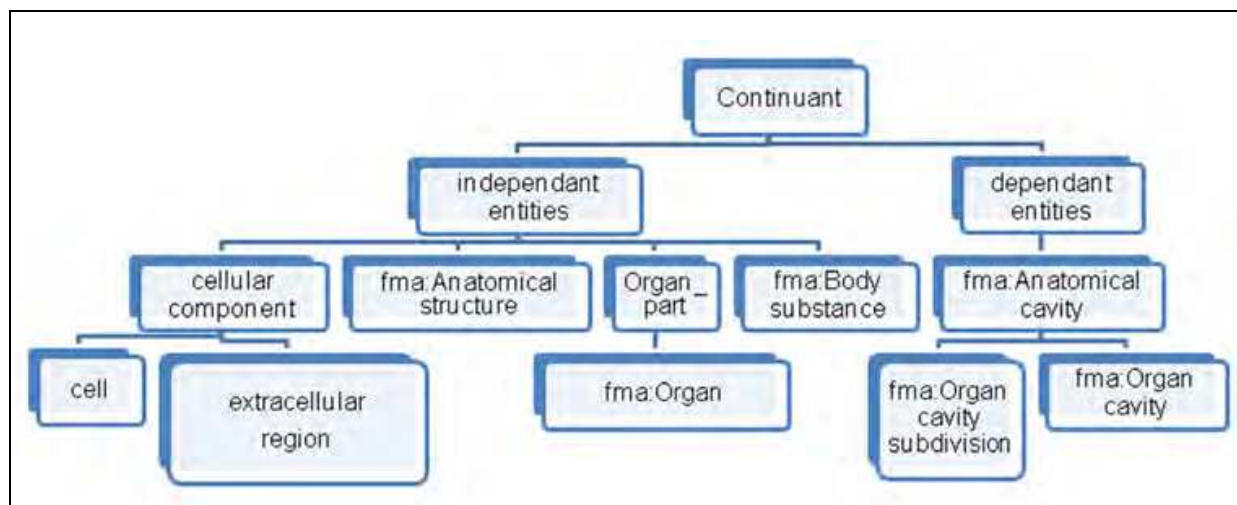 Continuant
independant
entities
dependant
entities
cellular
component
fma:Anatomical
structure
Organ _
part
fma:Body
substance
fma:Anatomical
cavity
cell
extracellular
region
fma:Organ
fma:Organ
cavity
subdivision
fma:Organ
cavity